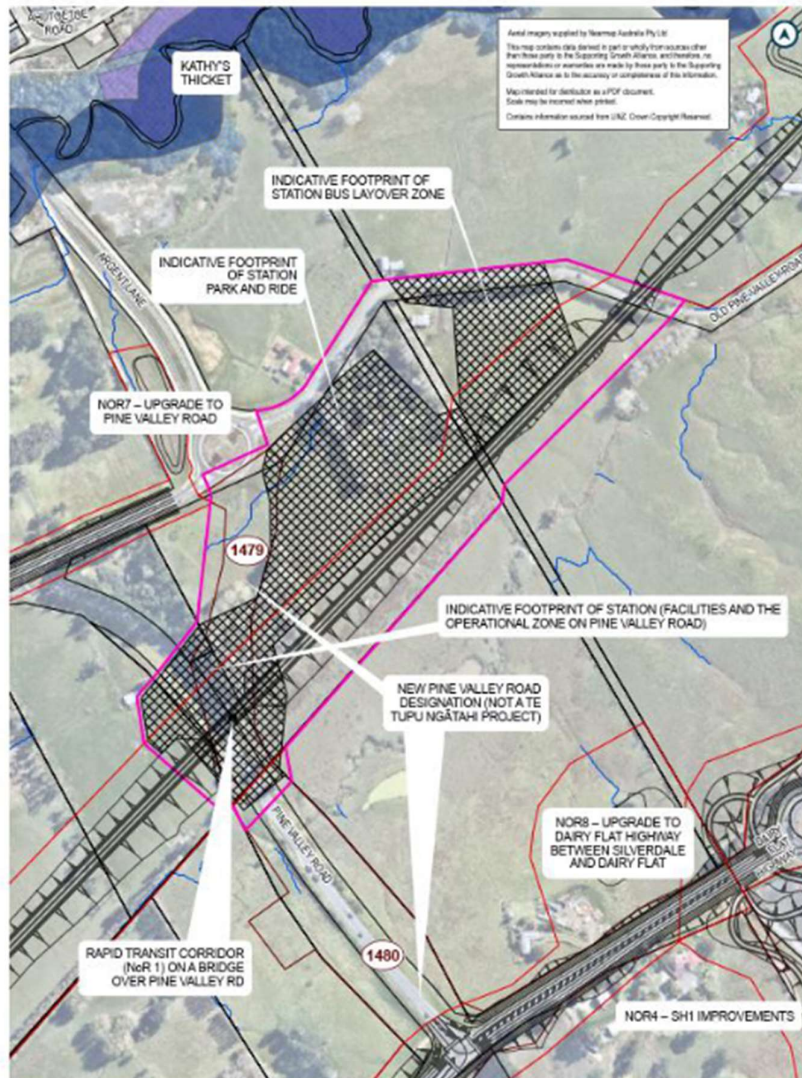 AHUTOETOE
ROAD
KATHY'S
THICKET
Aerial imagery supplied by Nearmap Australia Pty Ltd
This map contains data derived in part or wholly from sources other
than those party to the Supporting Growth Alliance, and therefore, no
representations or warranties are made by those party to the Supporting
Growth Alliance as to the accuracy or completeness of this information.
Map intended for distribution as a PDF document.
Scale may be incorrect when printed.
Contains information sourced from LINZ. Crown Copyright Reserved.
A
INDICATIVE FOOTPRINT OF
STATION BUS LAYOVER ZONE
INDICATIVE FOOTPRINT
OF STATION
PARK AND RIDE
ARGENT LANE
OLD PINE VALLEY ROAD
NOR7 – UPGRADE TO
PINE VALLEY ROAD
1479
INDICATIVE FOOTPRINT OF STATION (FACILITIES AND THE
OPERATIONAL ZONE ON PINE VALLEY ROAD)
NEW PINE VALLEY ROAD
DESIGNATION (NOT A TE
TUPU NGĀTAHI PROJECT)
PINE VALLEY ROAD
NOR8 – UPGRADE TO
DAIRY FLAT HIGHWAY
BETWEEN SILVERDALE
AND DAIRY FLAT
DAIRY
FLAT
HIGHWAY
RAPID TRANSIT CORRIDOR
(NoR 1) ON A BRIDGE
OVER PINE VALLEY RD
1480
NOR4 – SH1 IMPROVEMENTS